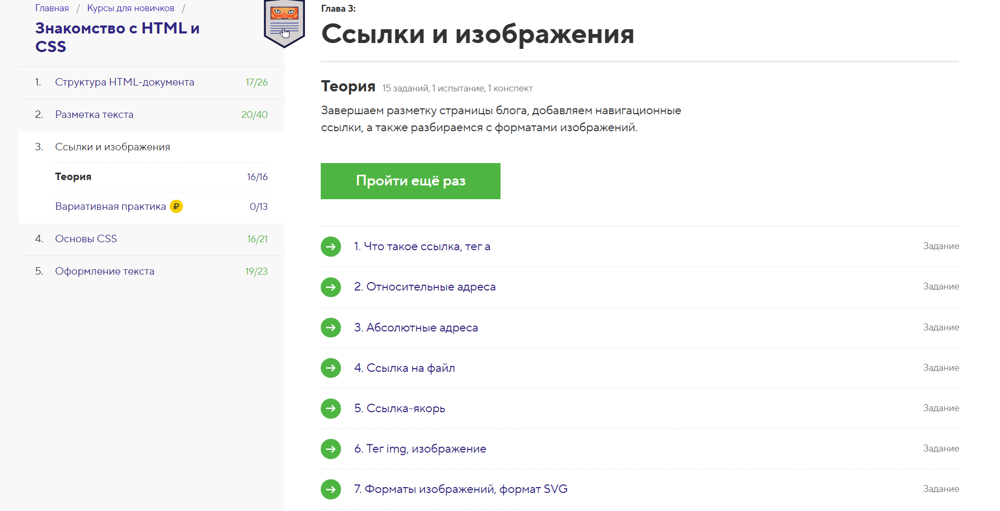 Главная / Курсы для новичков /
Знакомство с HTML и
CSS
1. Структура HTML-документа 17/26
2. Разметка текста 20/40
3. Ссылки и изображения
Теория 16/16
Вариативная практика ₽ 0/13
4. Основы CSS 16/21
5. Оформление текста 19/23
Глава 3:
Ссылки и изображения
Теория 15 заданий, 1 испытание, 1 конспект
Завершаем разметку страницы блога, добавляем навигационные
ссылки, а также разбираемся с форматами изображений.
Пройти ещё раз
1. Что такое ссылка, тег a Задание
2. Относительные адреса Задание
3. Абсолютные адреса Задание
4. Ссылка на файл Задание
5. Ссылка-якорь Задание
6. Тег img, изображение Задание
7. Форматы изображений, формат SVG Задание